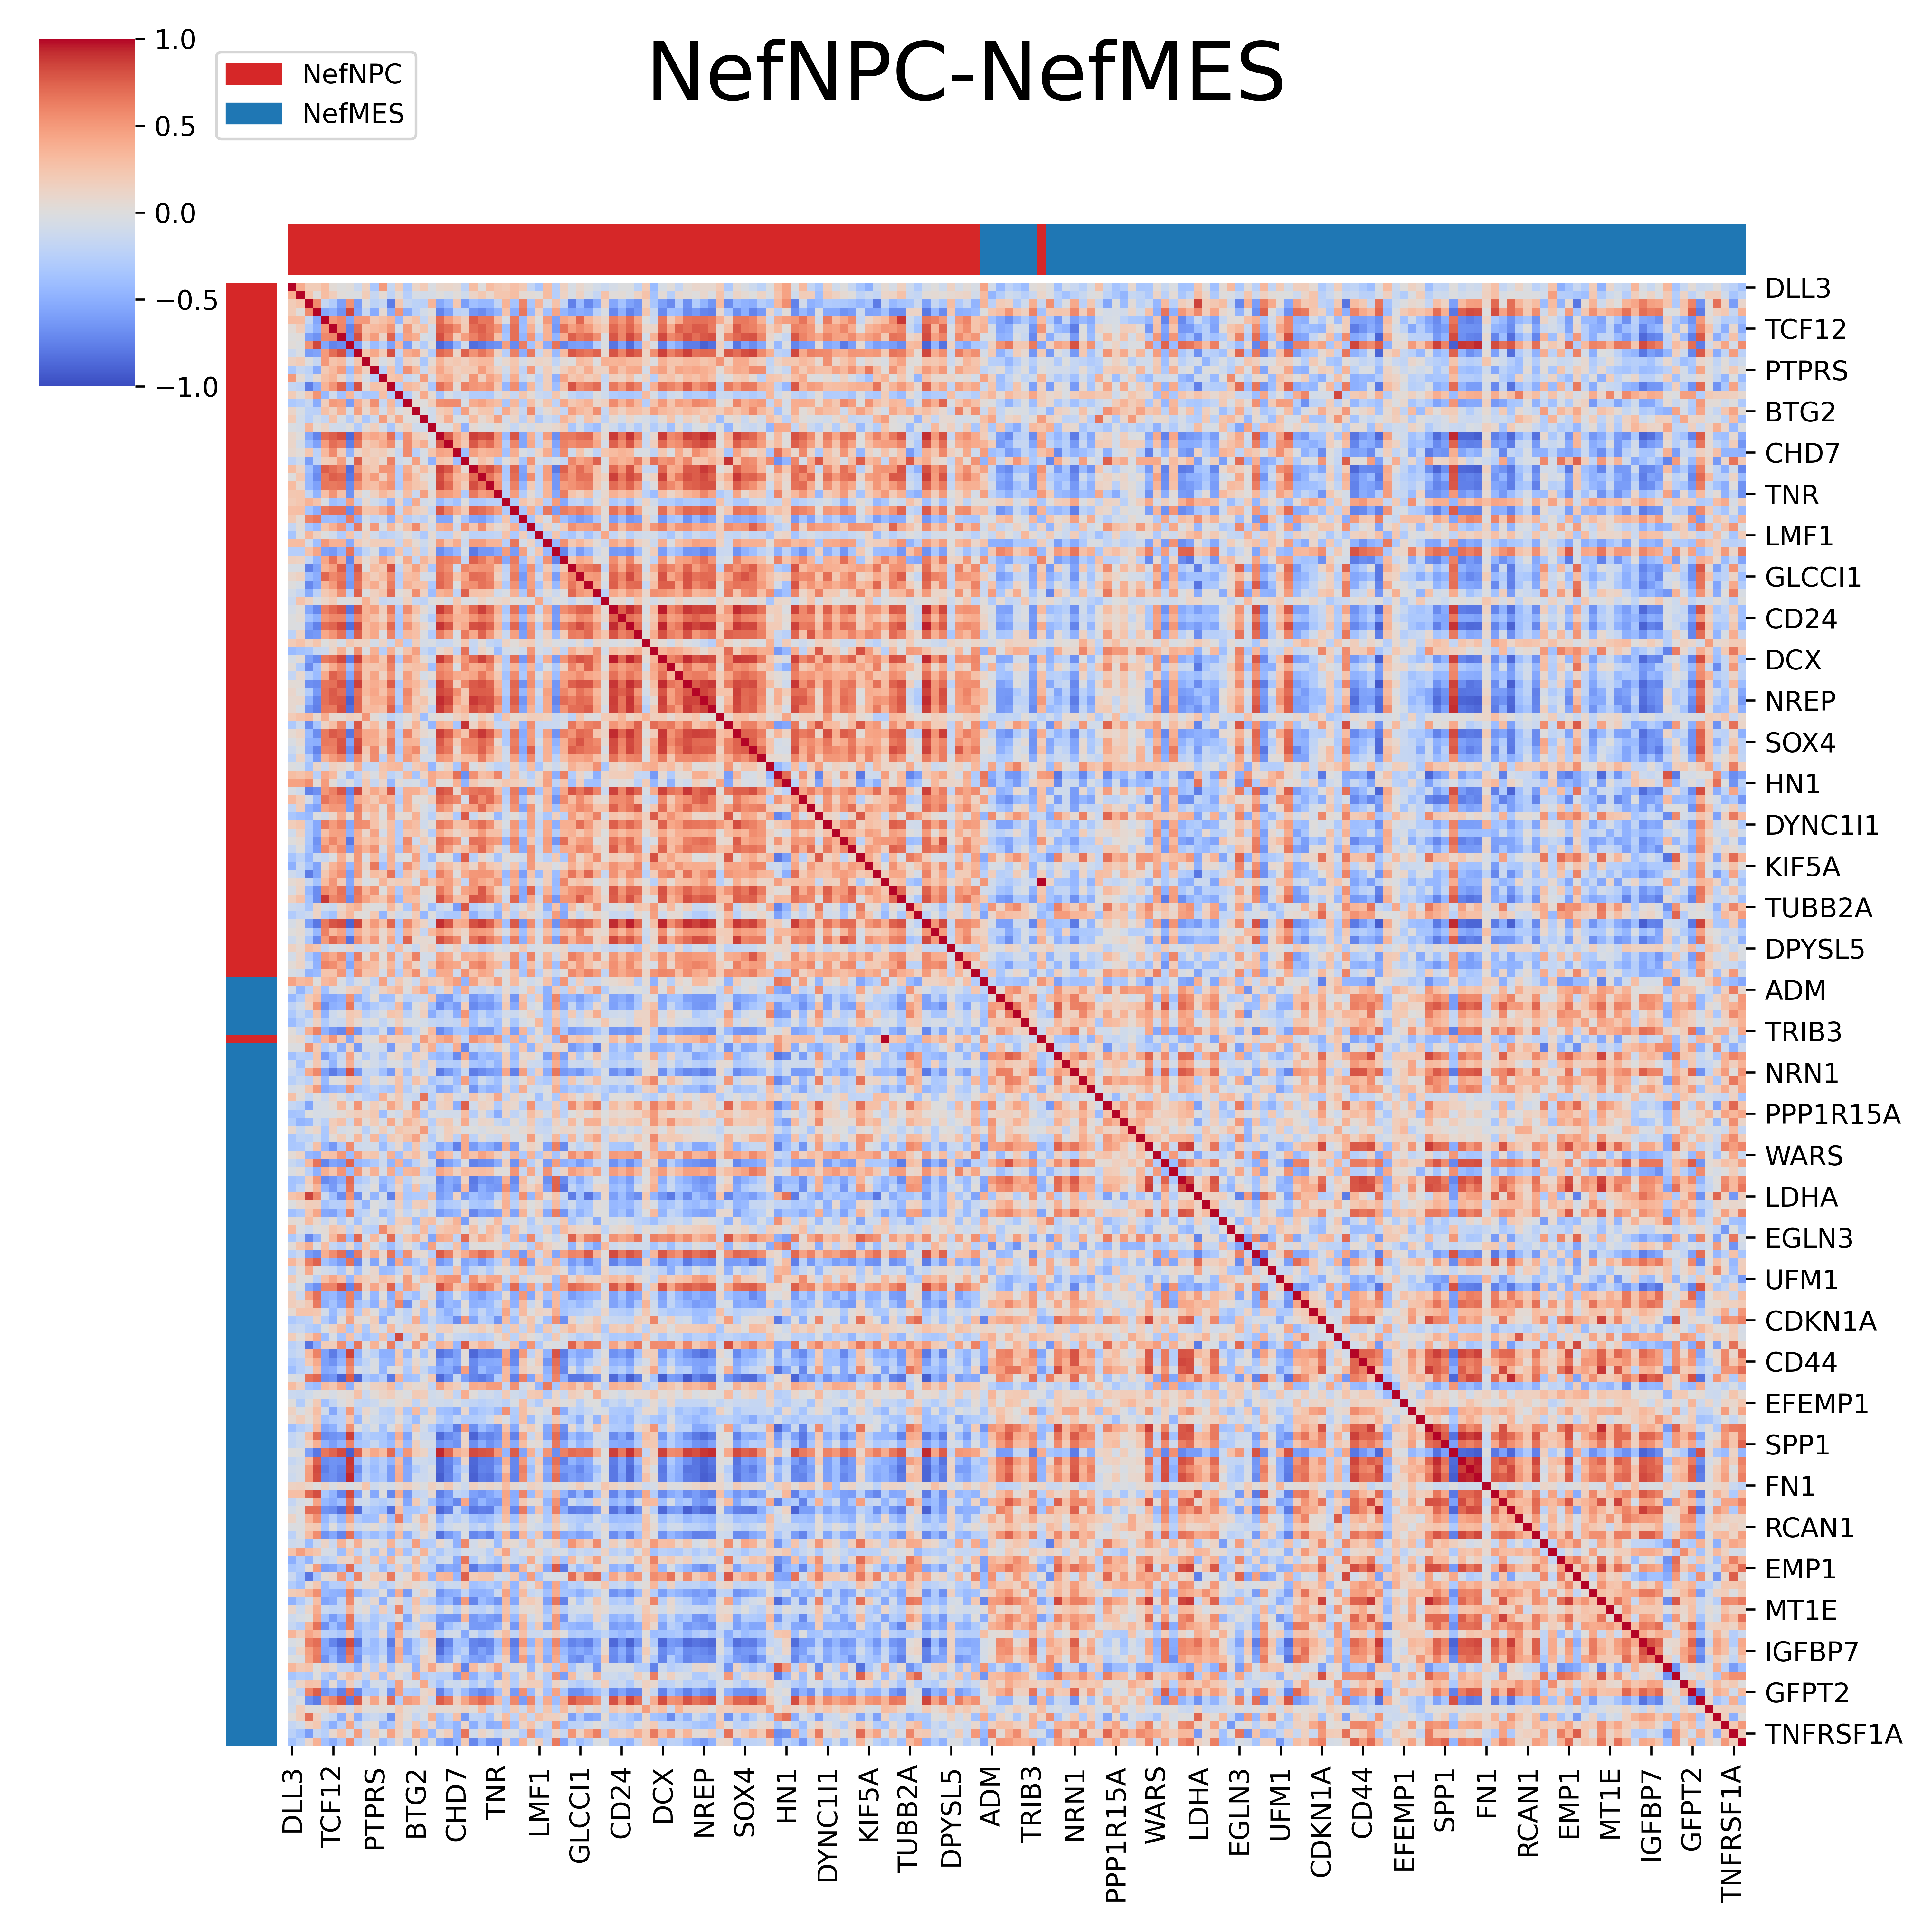 NefNPC-NefMES
1.0
0.5
0.0
−0.5
−1.0
NefNPC
NefMES
DLL3
TCF12
PTPRS
BTG2
CHD7
TNR
LMF1
GLCCI1
CD24
DCX
NREP
SOX4
HN1
DYNC1I1
KIF5A
TUBB2A
DPYSL5
ADM
TRIB3
NRN1
PPP1R15A
WARS
LDHA
EGLN3
UFM1
CDKN1A
CD44
EFEMP1
SPP1
FN1
RCAN1
EMP1
MT1E
IGFBP7
GFPT2
TNFRSF1A
DLL3
TCF12
PTPRS
BTG2
CHD7
TNR
LMF1
GLCCI1
CD24
DCX
NREP
SOX4
HN1
DYNC1I1
KIF5A
TUBB2A
DPYSL5
ADM
TRIB3
NRN1
PPP1R15A
WARS
LDHA
EGLN3
UFM1
CDKN1A
CD44
EFEMP1
SPP1
FN1
RCAN1
EMP1
MT1E
IGFBP7
GFPT2
TNFRSF1A